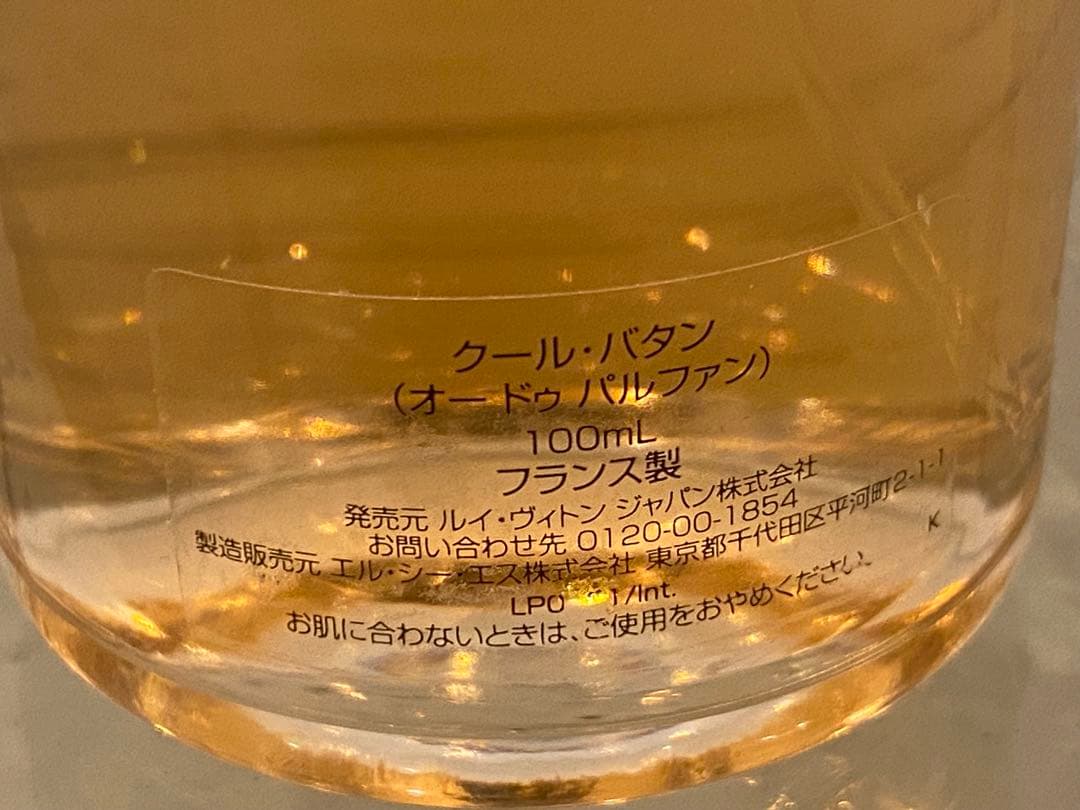 クール・バタン
（オー ドゥ パルファン）
100mL
フランス製
発売元 ルイ・ヴィトン ジャパン株式会社
お問い合わせ先 0120-00-1854
製造販売元 エル・シー・エス株式会社 東京都千代田区平河町2-1-1
K
お肌に合わないときは、ご使用をおやめください。